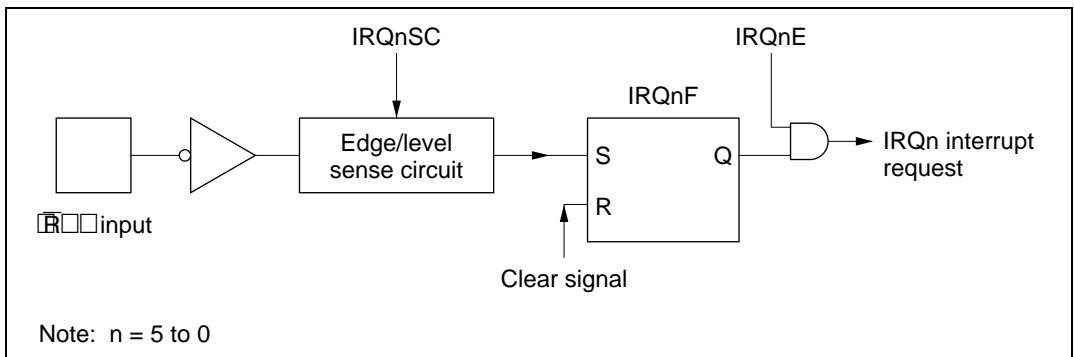 IRQnSC
IRQnE
IRQnF
Edge/level
sense circuit
S
Q
R
IRQn interrupt
request
input
Clear signal
Note: n = 5 to 0